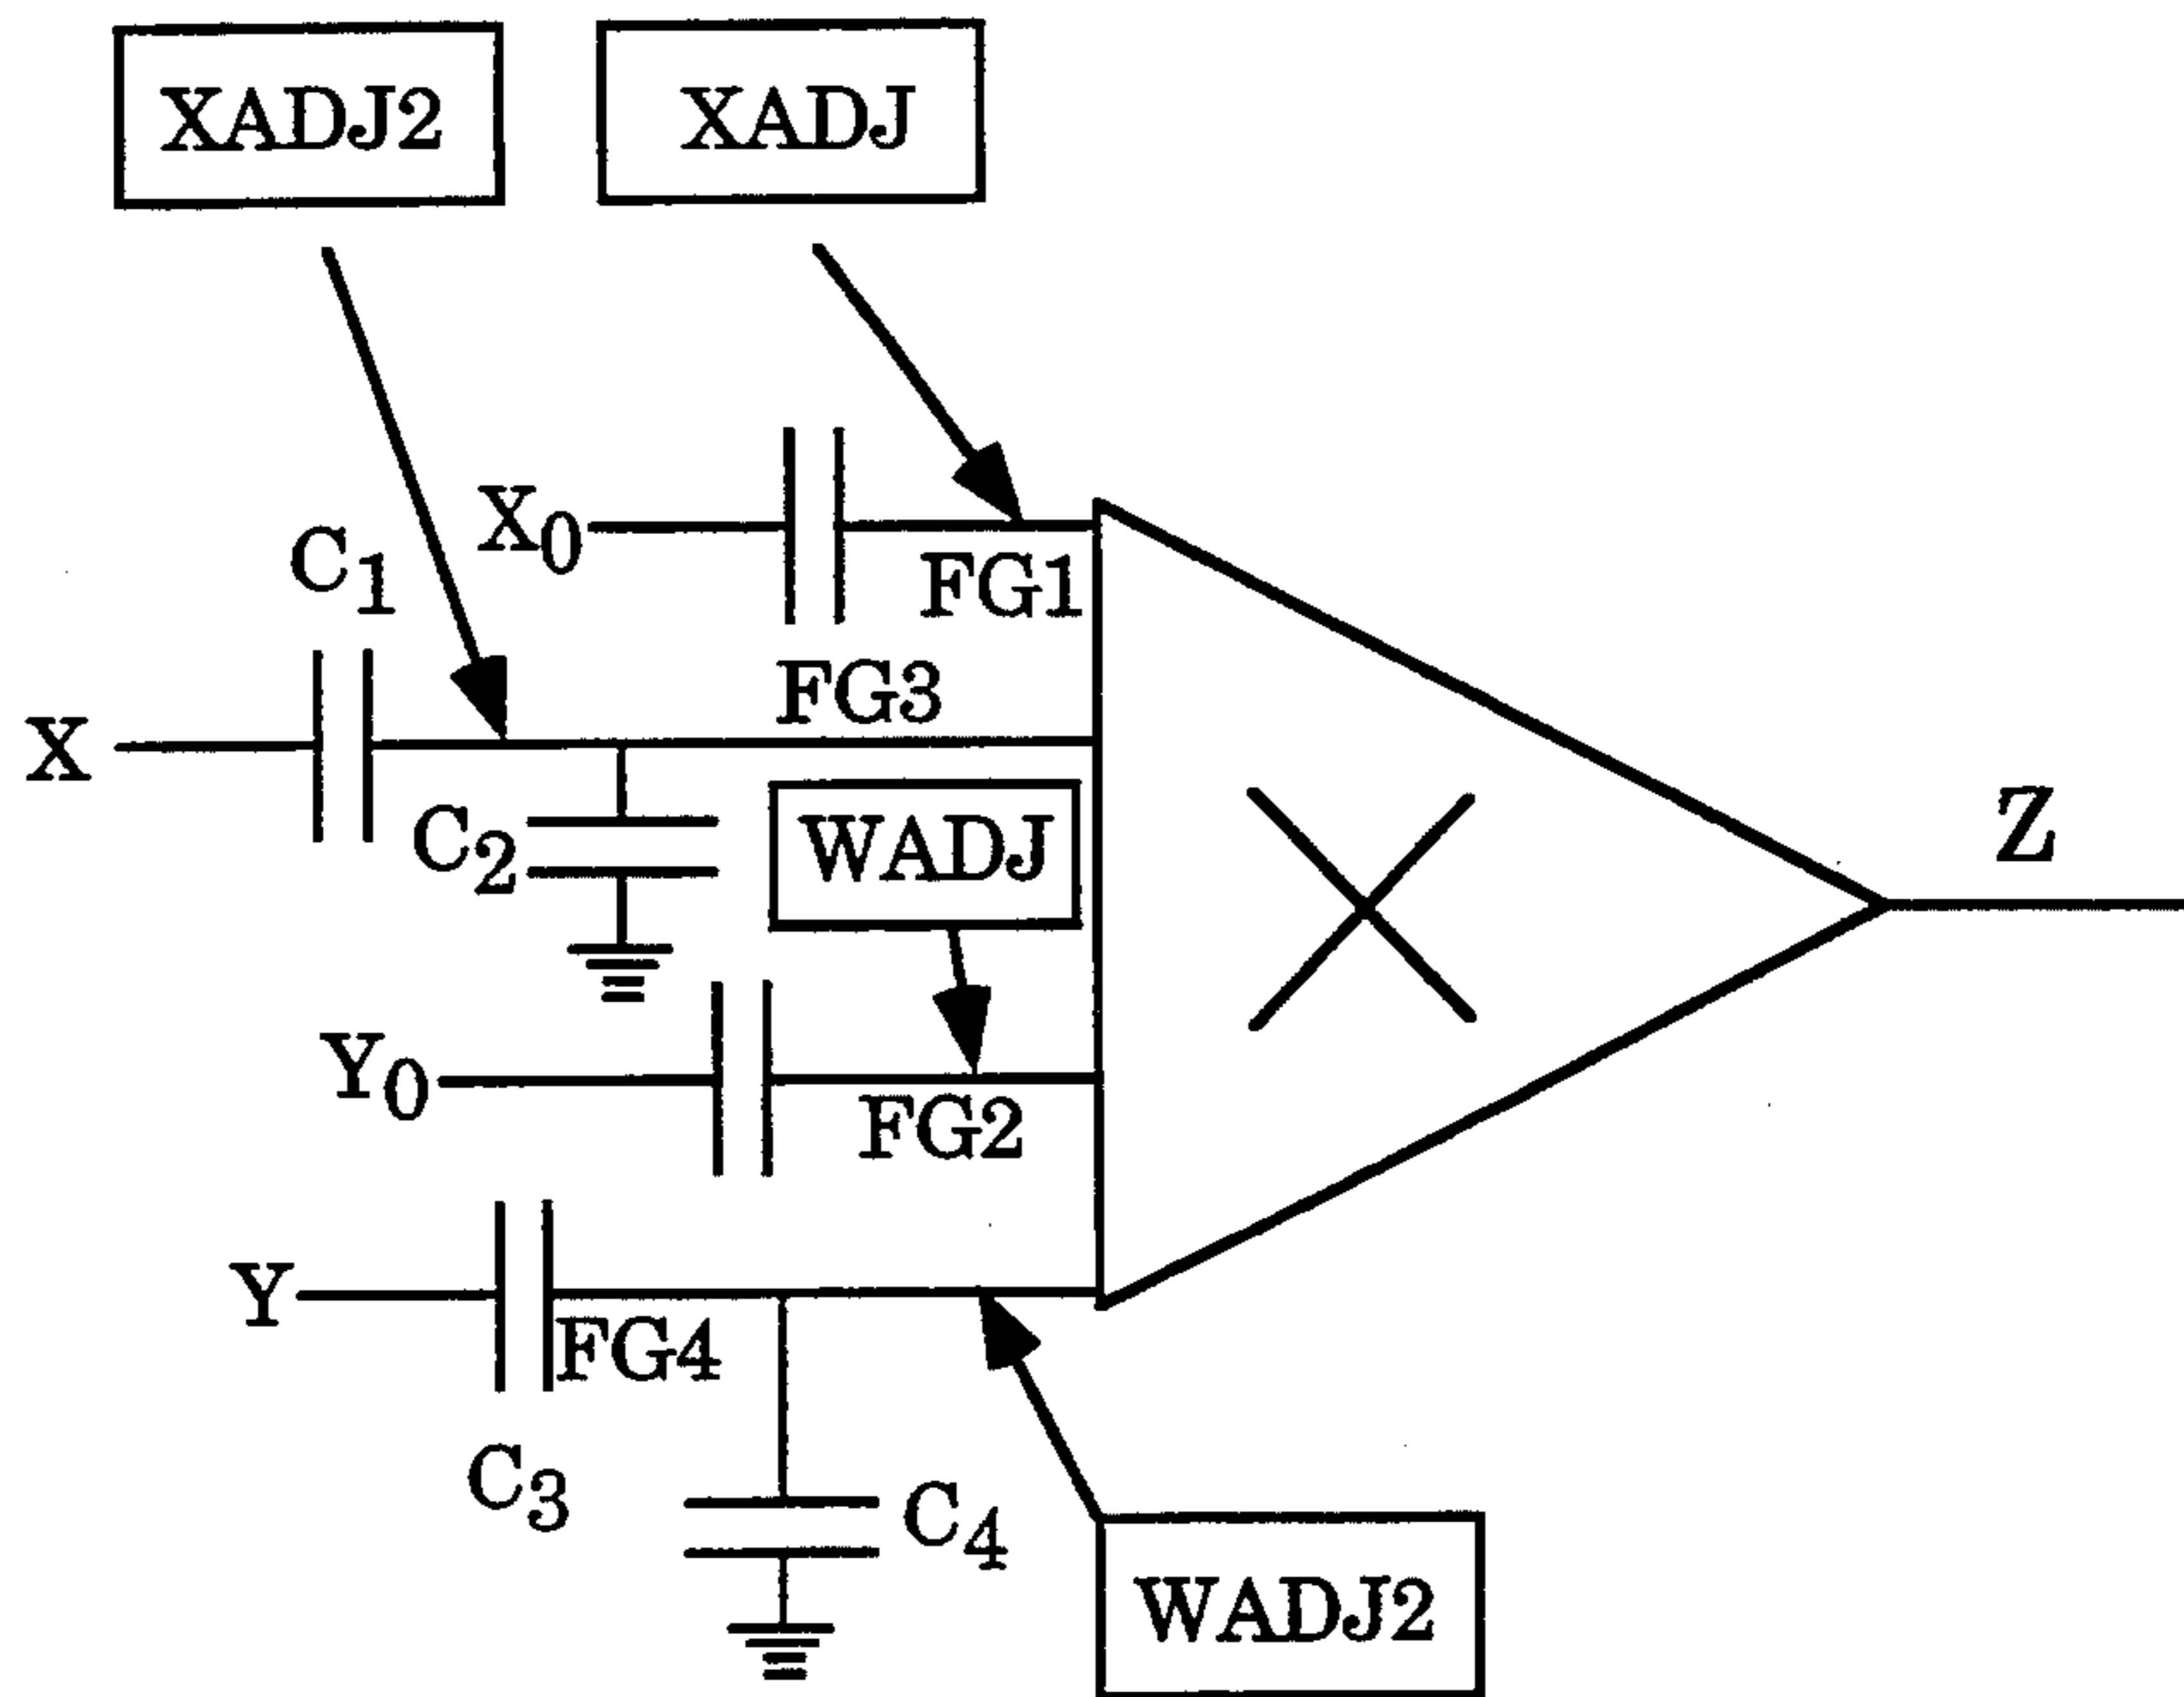 XADJ2
XADJ
X₀
C₁
FG1
FG3
X
C₂
WADJ
Z
Y₀
FG2
Y
FG4
C₃
C₄
WADJ2